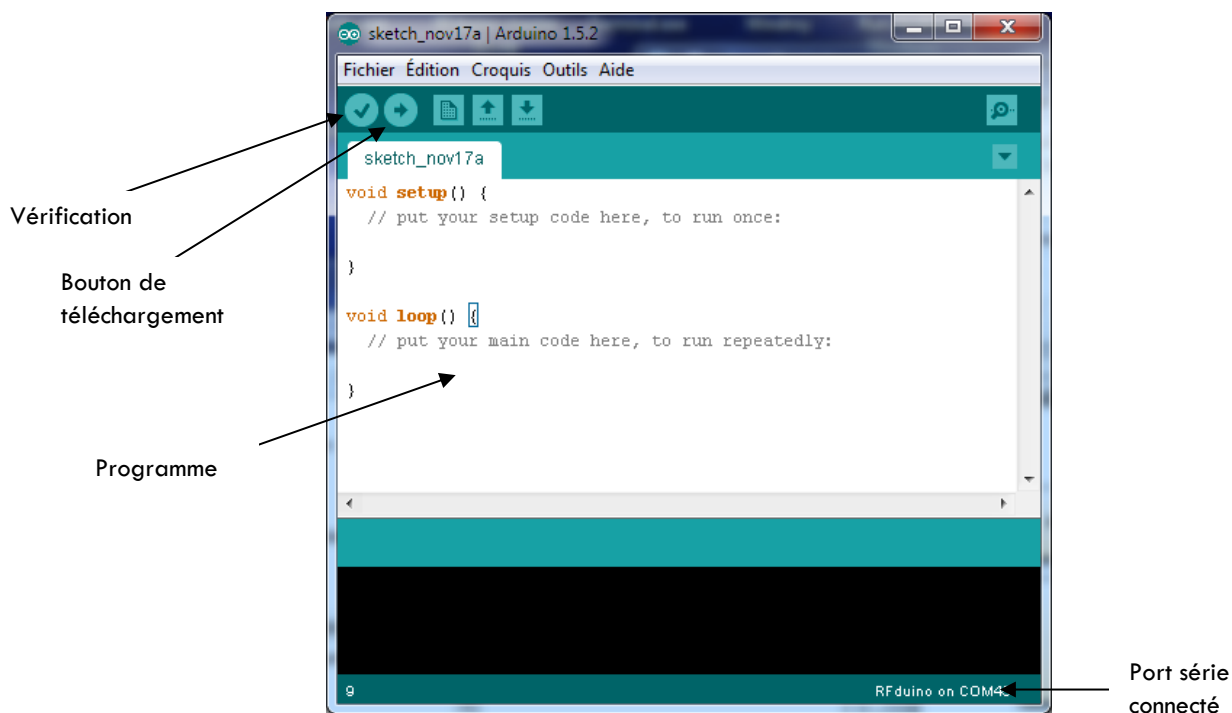 sketch_nov17a | Arduino 1.5.2
Fichier Édition Croquis Outils Aide
sketch_nov17a
void setup() {
// put your setup code here, to run once:
}
void loop() {
// put your main code here, to run repeatedly:
}
9
RFduino on
Vérification
Bouton de
téléchargement
Programme
Port série
connecté